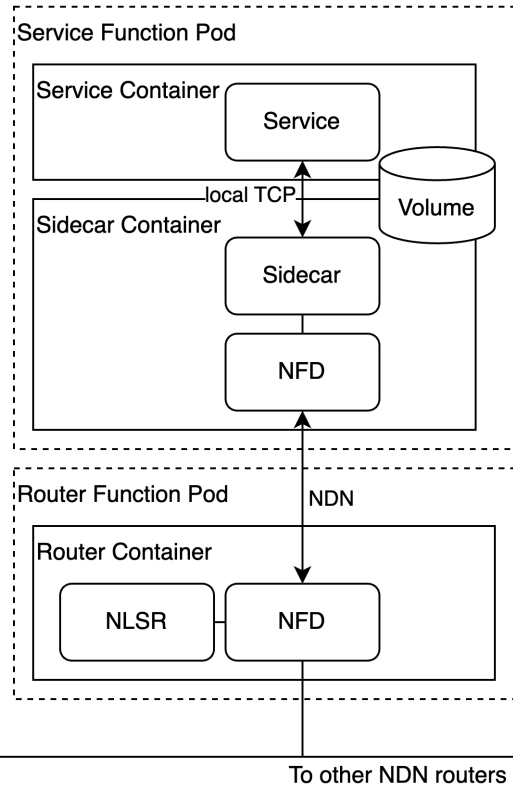 Service Function Pod
Service Container
Service
local TCP
Volume
Sidecar Container
Sidecar
NFD
Router Function Pod
NDN
Router Container
NLSR
NFD
To other NDN routers